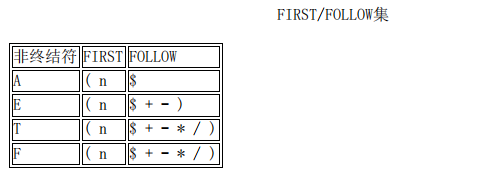 FIRST/FOLLOW集
非终结符 FIRST FOLLOW
A ( n $
E ( n $ + - )
T ( n $ + - * / )
F ( n $ + - * / )